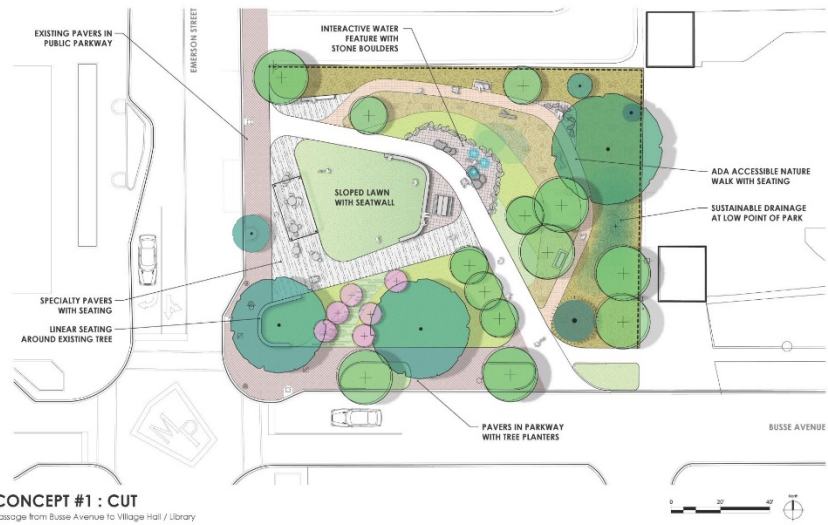 EXISTING PAVERS IN
PUBLIC PARKWAY
EMERSON STREET
INTERACTIVE WATER
FEATURE WITH
STONE BOULDERS
SLOPED LAWN
WITH SEATWALL
ADA ACCESSIBLE NATURE
WALK WITH SEATING
SUSTAINABLE DRAINAGE
AT LOW POINT OF PARK
SPECIALTY PAVERS
WITH SEATING
LINEAR SEATING
AROUND EXISTING TREE
MP
PAVERS IN PARKWAY
WITH TREE PLANTERS
BUSSE AVENUE
CONCEPT #1 : CUT
assage from Busse Avenue to Village Hall / Library
0 20' 40'
North